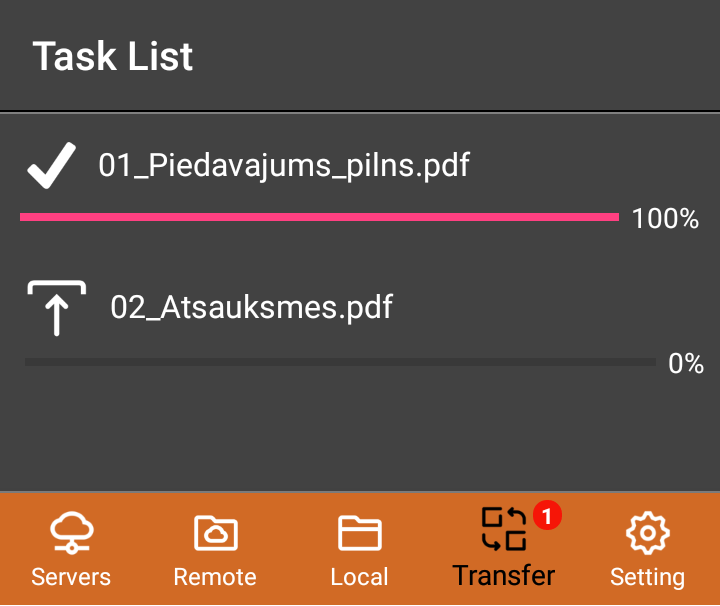 Task List
01_Piedavajums_pilns.pdf
100%
02_Atsauksmes.pdf
0%
1
Servers Remote Local Transfer Setting